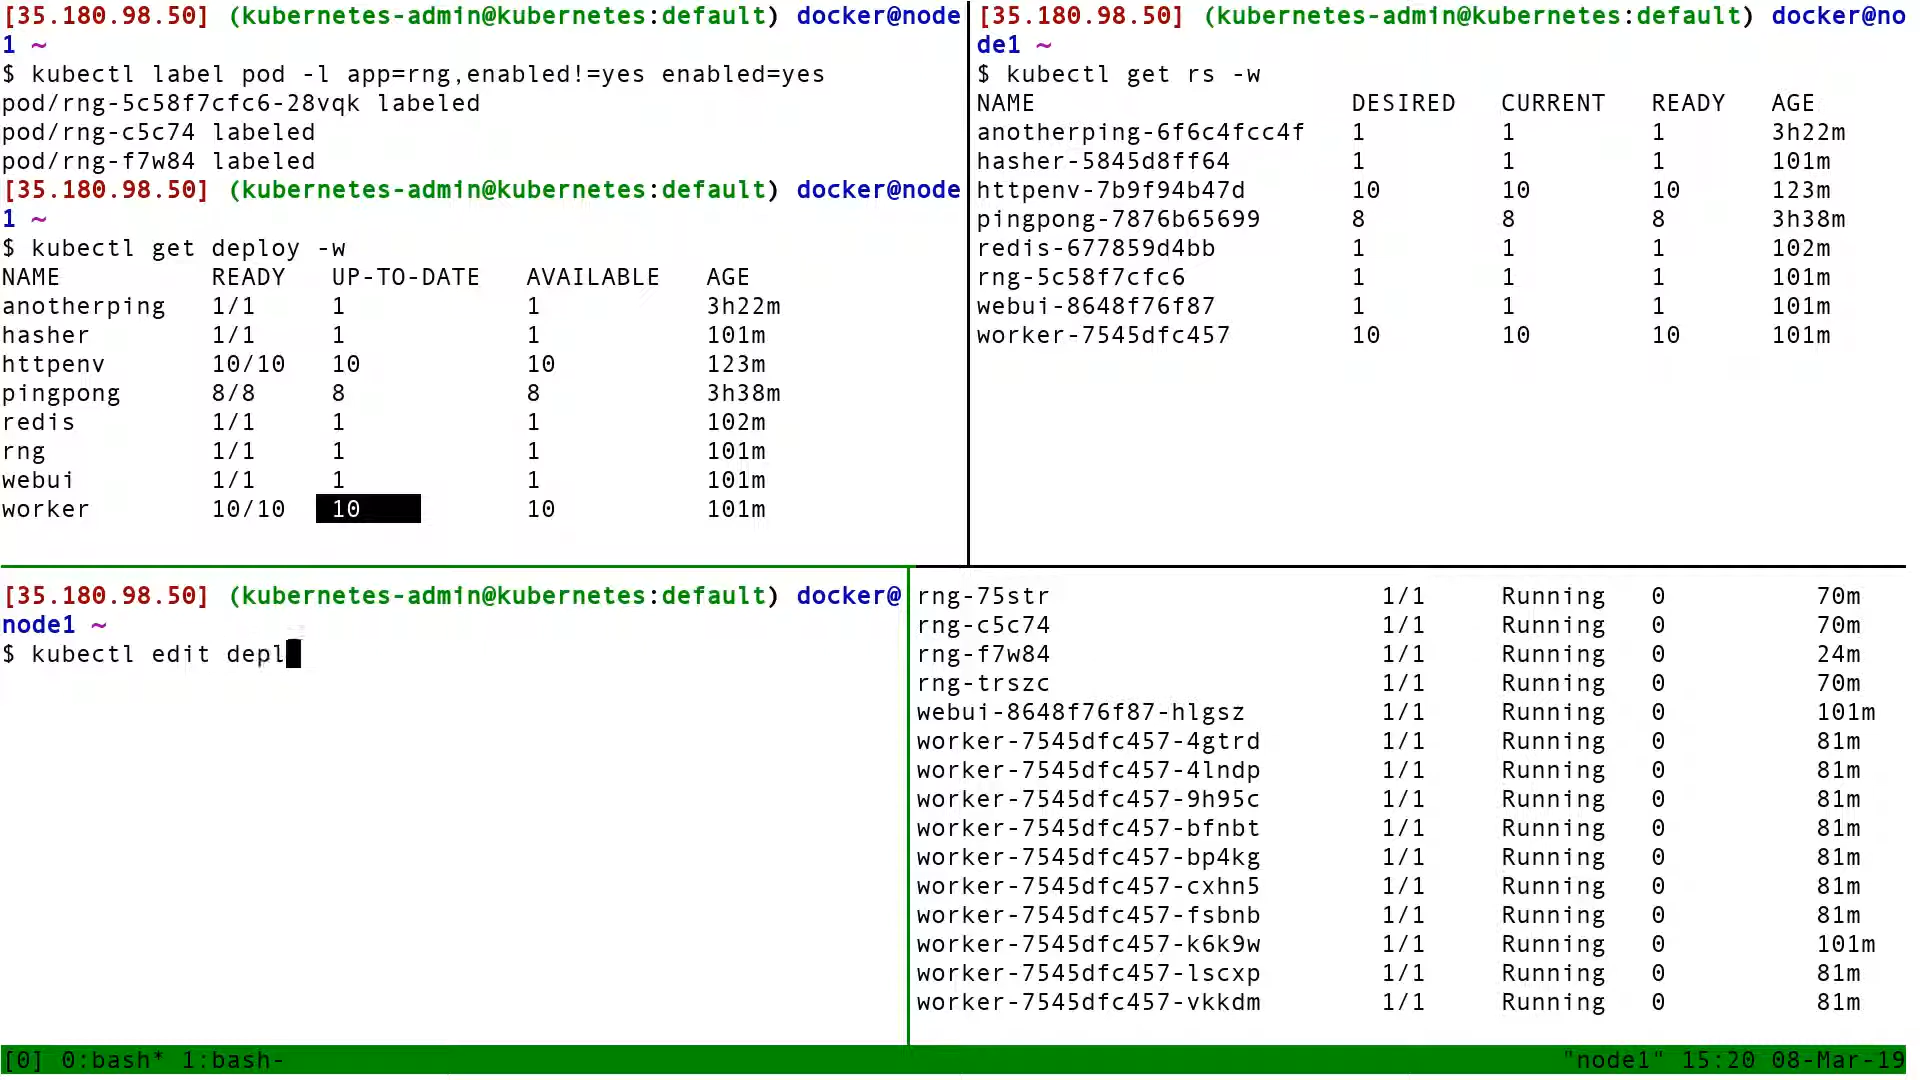 [35.180.98.50] (kubernetes-admin@kubernetes:default) docker@node
1 ~
$ kubectl label pod -l app=rng,enabled!=yes enabled=yes
pod/rng-5c58f7cfc6-28vqk labeled
pod/rng-c5c74 labeled
pod/rng-f7w84 labeled
[35.180.98.50] (kubernetes-admin@kubernetes:default) docker@node
1 ~
$ kubectl get deploy -w
NAME READY UP-TO-DATE AVAILABLE AGE
anotherping 1/1 1 1 3h22m
hasher 1/1 1 1 101m
httpenv 10/10 10 10 123m
pingpong 8/8 8 8 3h38m
redis 1/1 1 1 102m
rng 1/1 1 1 101m
webui 1/1 1 1 101m
worker 10/10 10 10 101m
[35.180.98.50] (kubernetes-admin@kubernetes:default) docker@no
de1 ~
$ kubectl get rs -w
NAME DESIRED CURRENT READY AGE
anotherping-6f6c4fcc4f 1 1 1 3h22m
hasher-5845d8ff64 1 1 1 101m
httpenv-7b9f94b47d 10 10 10 123m
pingpong-7876b65699 8 8 8 3h38m
redis-677859d4bb 1 1 1 102m
rng-5c58f7cfc6 1 1 1 101m
webui-8648f76f87 1 1 1 101m
worker-7545dfc457 10 10 10 101m
[35.180.98.50] (kubernetes-admin@kubernetes:default) docker@
node1 ~
$ kubectl edit depl
rng-75str 1/1 Running 0 70m
rng-c5c74 1/1 Running 0 70m
rng-f7w84 1/1 Running 0 24m
rng-trszc 1/1 Running 0 70m
webui-8648f76f87-hlgsz 1/1 Running 0 101m
worker-7545dfc457-4gtrd 1/1 Running 0 81m
worker-7545dfc457-4lndp 1/1 Running 0 81m
worker-7545dfc457-9h95c 1/1 Running 0 81m
worker-7545dfc457-bfnbt 1/1 Running 0 81m
worker-7545dfc457-bp4kg 1/1 Running 0 81m
worker-7545dfc457-cxhn5 1/1 Running 0 81m
worker-7545dfc457-fsbnb 1/1 Running 0 81m
worker-7545dfc457-k6k9w 1/1 Running 0 101m
worker-7545dfc457-lscxp 1/1 Running 0 81m
worker-7545dfc457-vkkdm 1/1 Running 0 81m
[0] 0:bash* 1:bash- "node1" 15:20 08-Mar-19